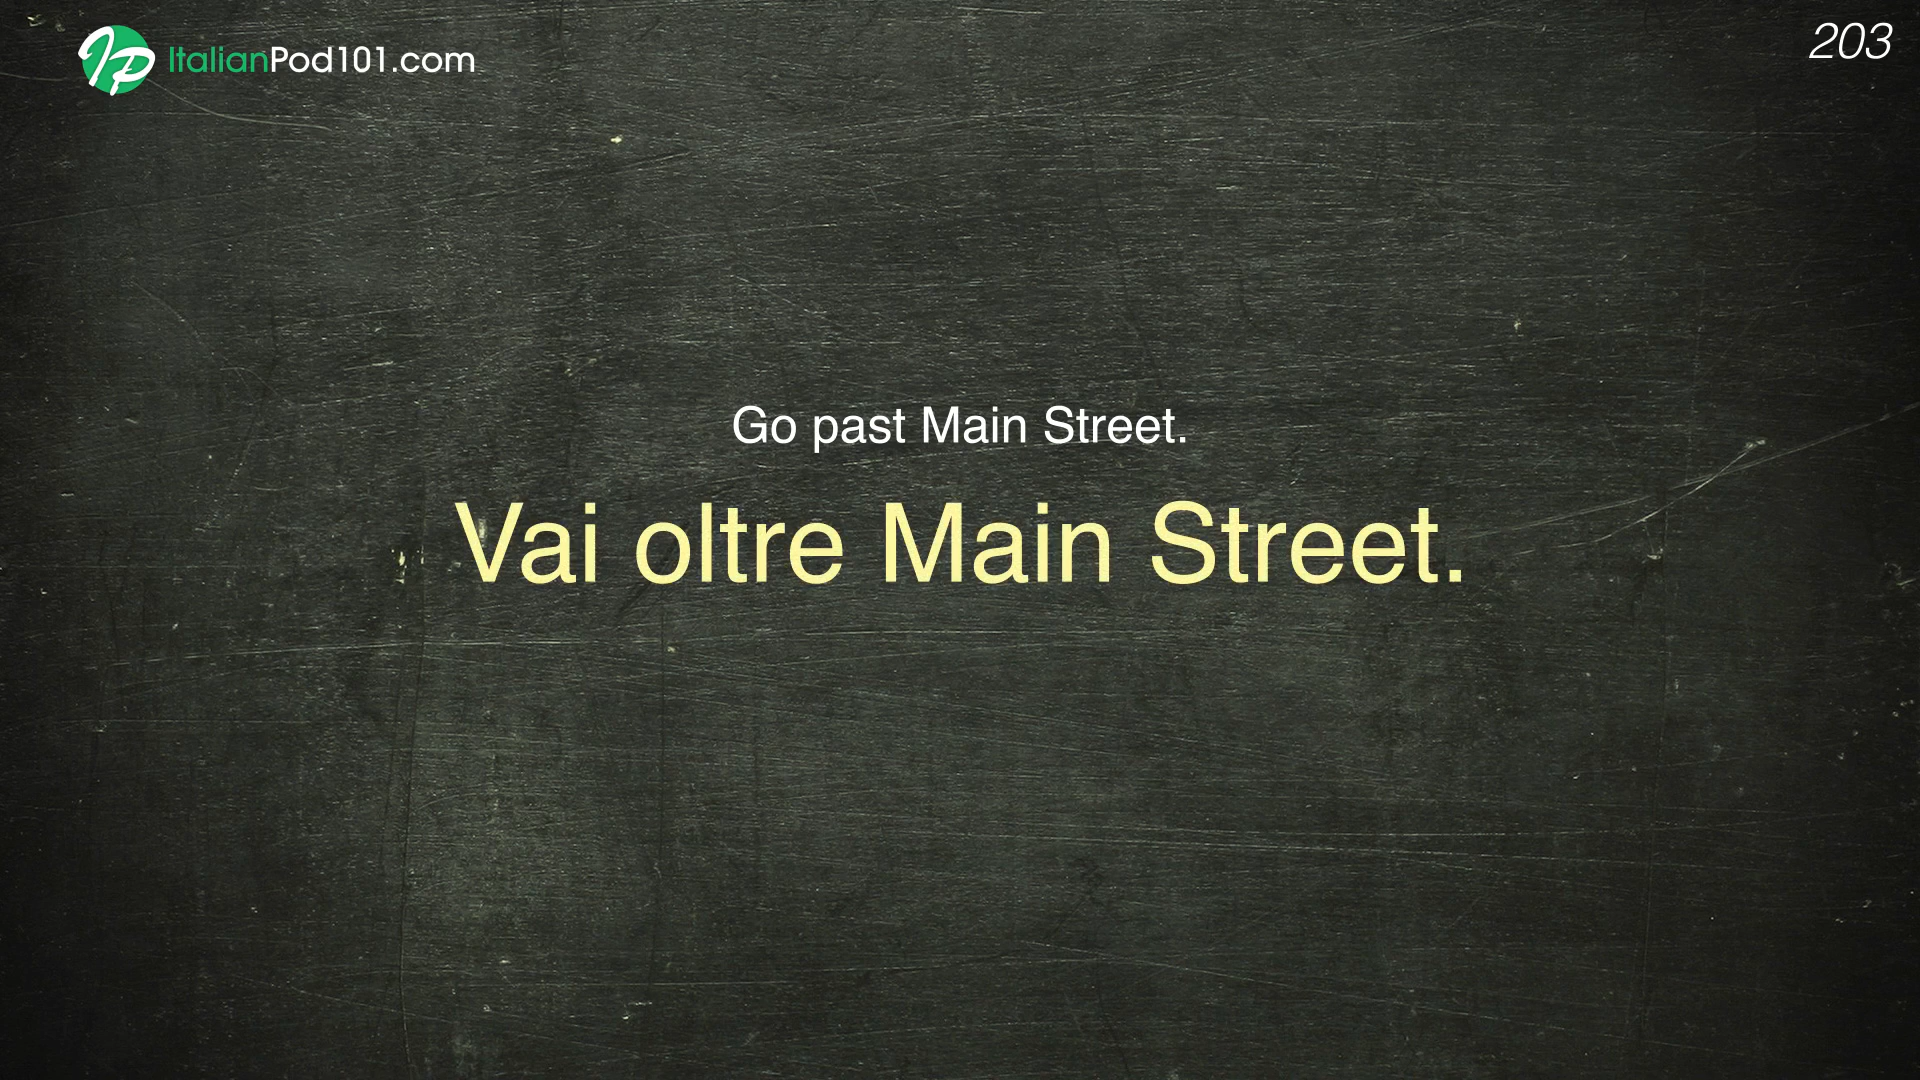 ItalianPod101.com
203
Go past Main Street.
Vai oltre Main Street.